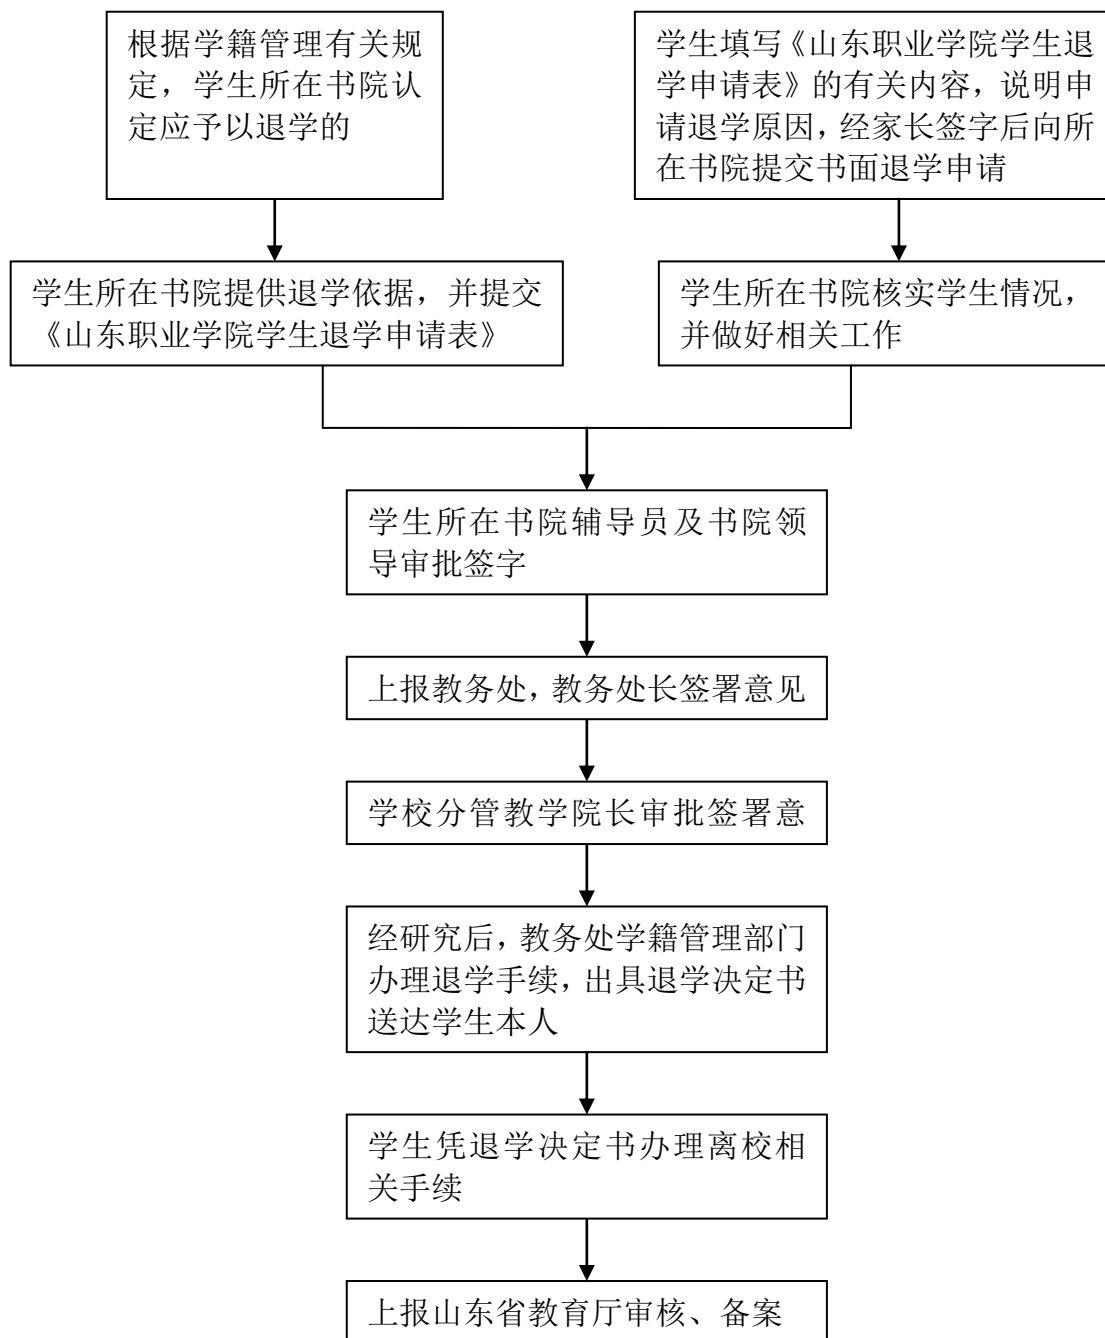 根据学籍管理有关规
定，学生所在书院认
定应予以退学的
学生填写《山东职业学院学生退
学申请表》的有关内容，说明申
请退学原因，经家长签字后向所
在书院提交书面退学申请
学生所在书院提供退学依据，并提交
《山东职业学院学生退学申请表》
学生所在书院核实学生情况，
并做好相关工作
学生所在书院辅导员及书院领
导审批签字
上报教务处，教务处长签署意见
学校分管教学院长审批签署意
经研究后，教务处学籍管理部门
办理退学手续，出具退学决定书
送达学生本人
学生凭退学决定书办理离校相
关手续
上报山东省教育厅审核、备案